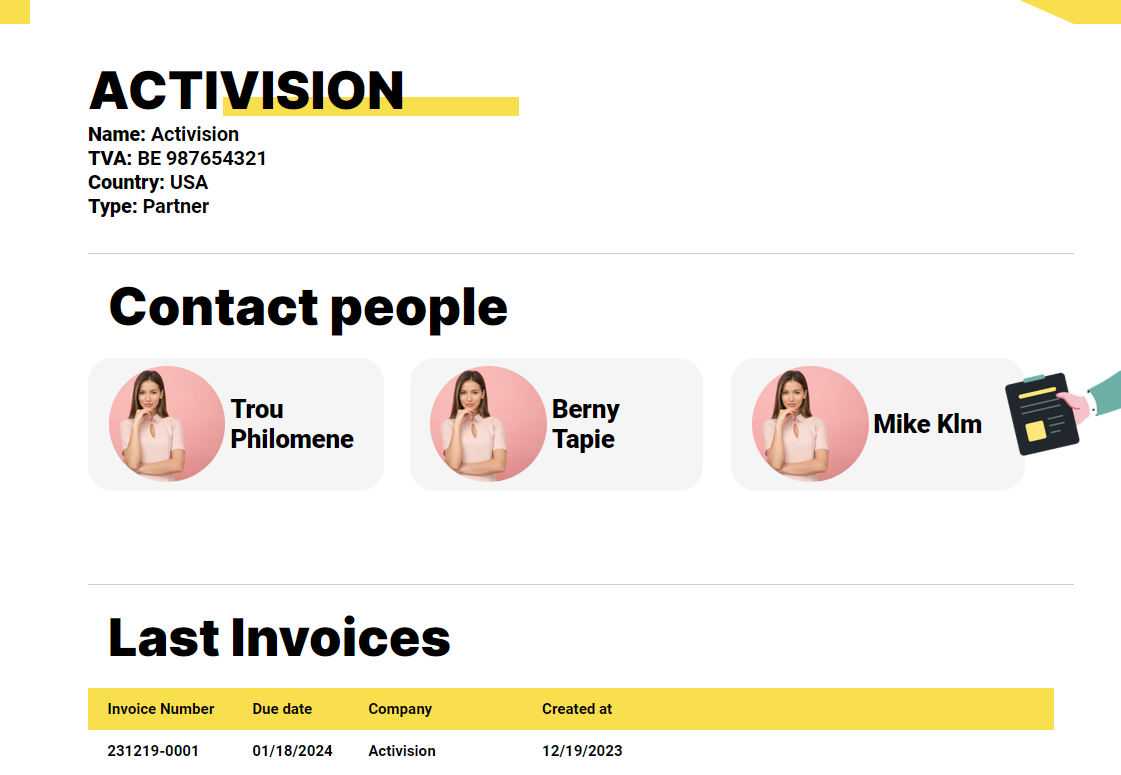 ACTIVISION
Name: Activision
TVA: BE 987654321
Country: USA
Type: Partner
Contact people
Trou
Philomene
Berny
Tapie
Mike Klm
Last Invoices
Invoice Number Due date Company Created at
231219-0001 01/18/2024 Activision 12/19/2023